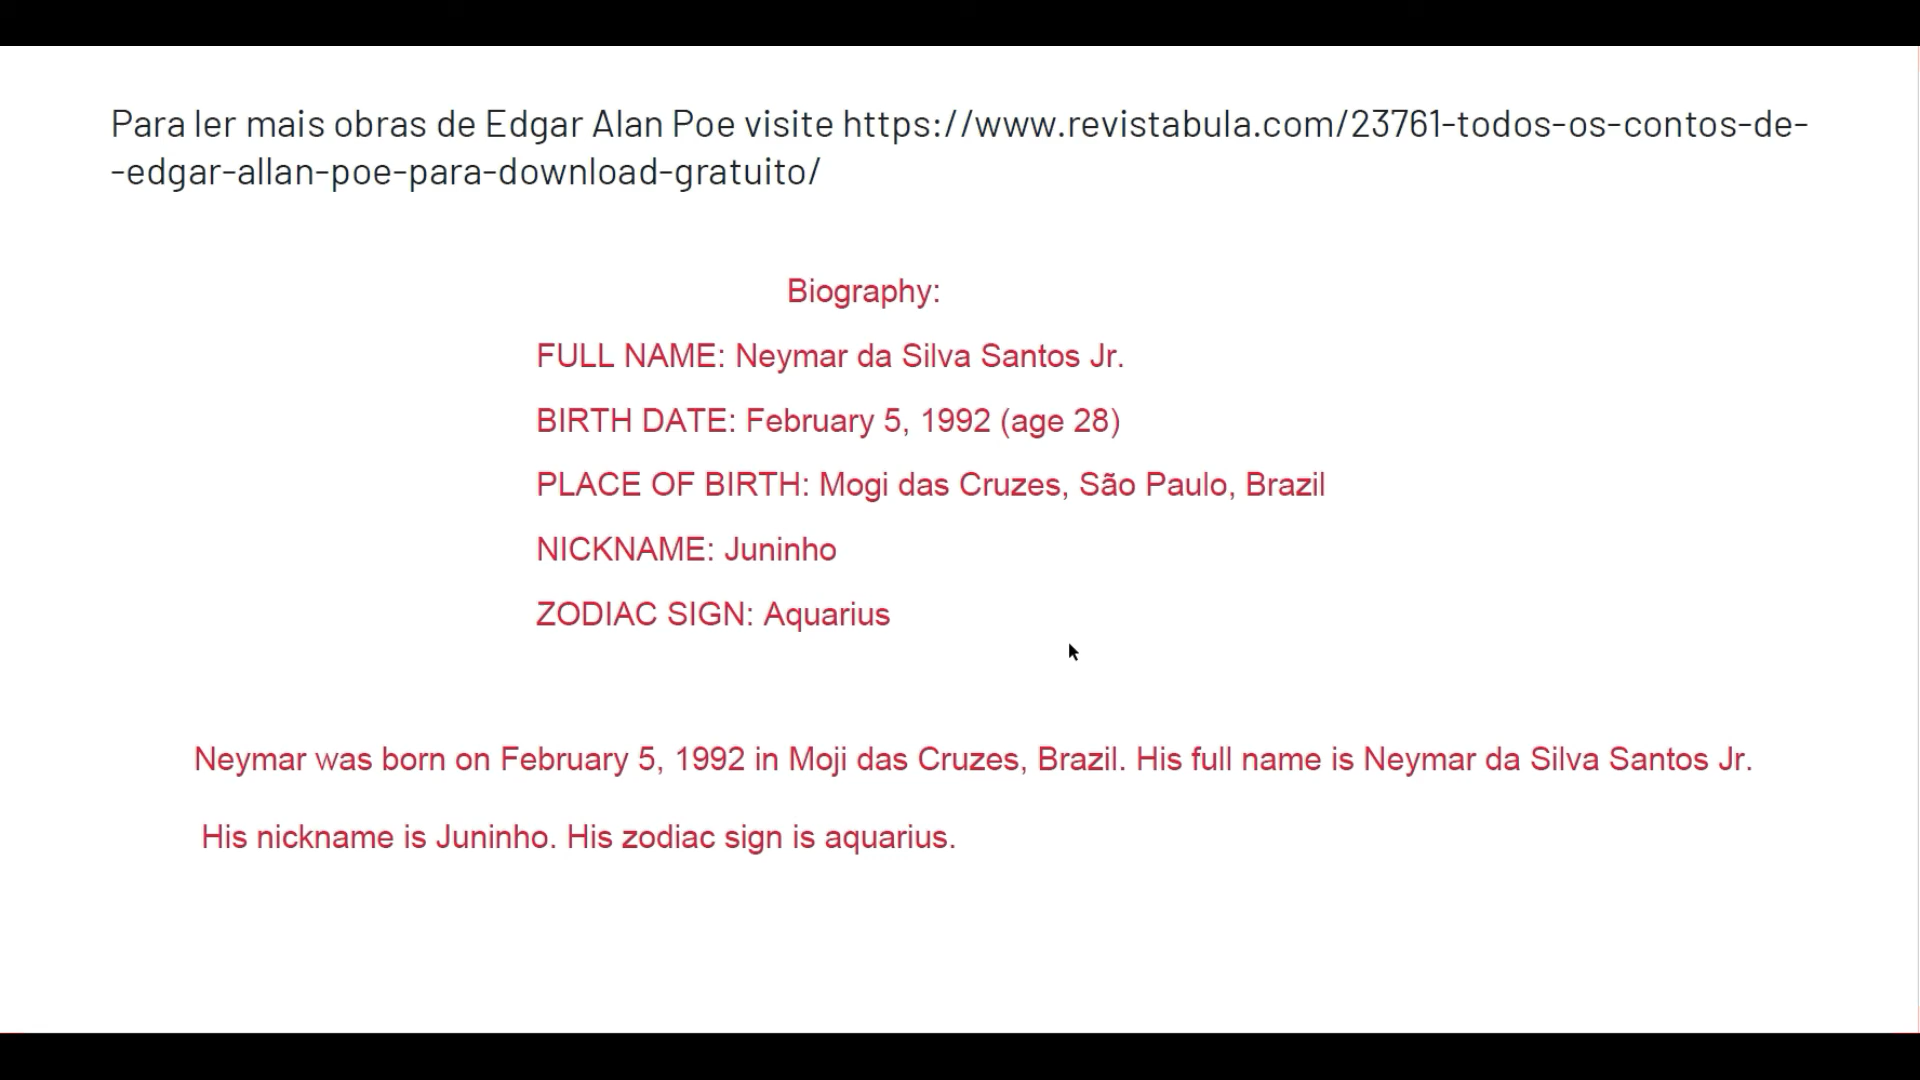 Para ler mais obras de Edgar Alan Poe visite https://www.revistabula.com/23761-todos-os-contos-de-
-edgar-allan-poe-para-download-gratuito/
Biography:
FULL NAME: Neymar da Silva Santos Jr.
BIRTH DATE: February 5, 1992 (age 28)
PLACE OF BIRTH: Mogi das Cruzes, São Paulo, Brazil
NICKNAME: Juninho
ZODIAC SIGN: Aquarius
Neymar was born on February 5, 1992 in Moji das Cruzes, Brazil. His full name is Neymar da Silva Santos Jr.
His nickname is Juninho. His zodiac sign is aquarius.